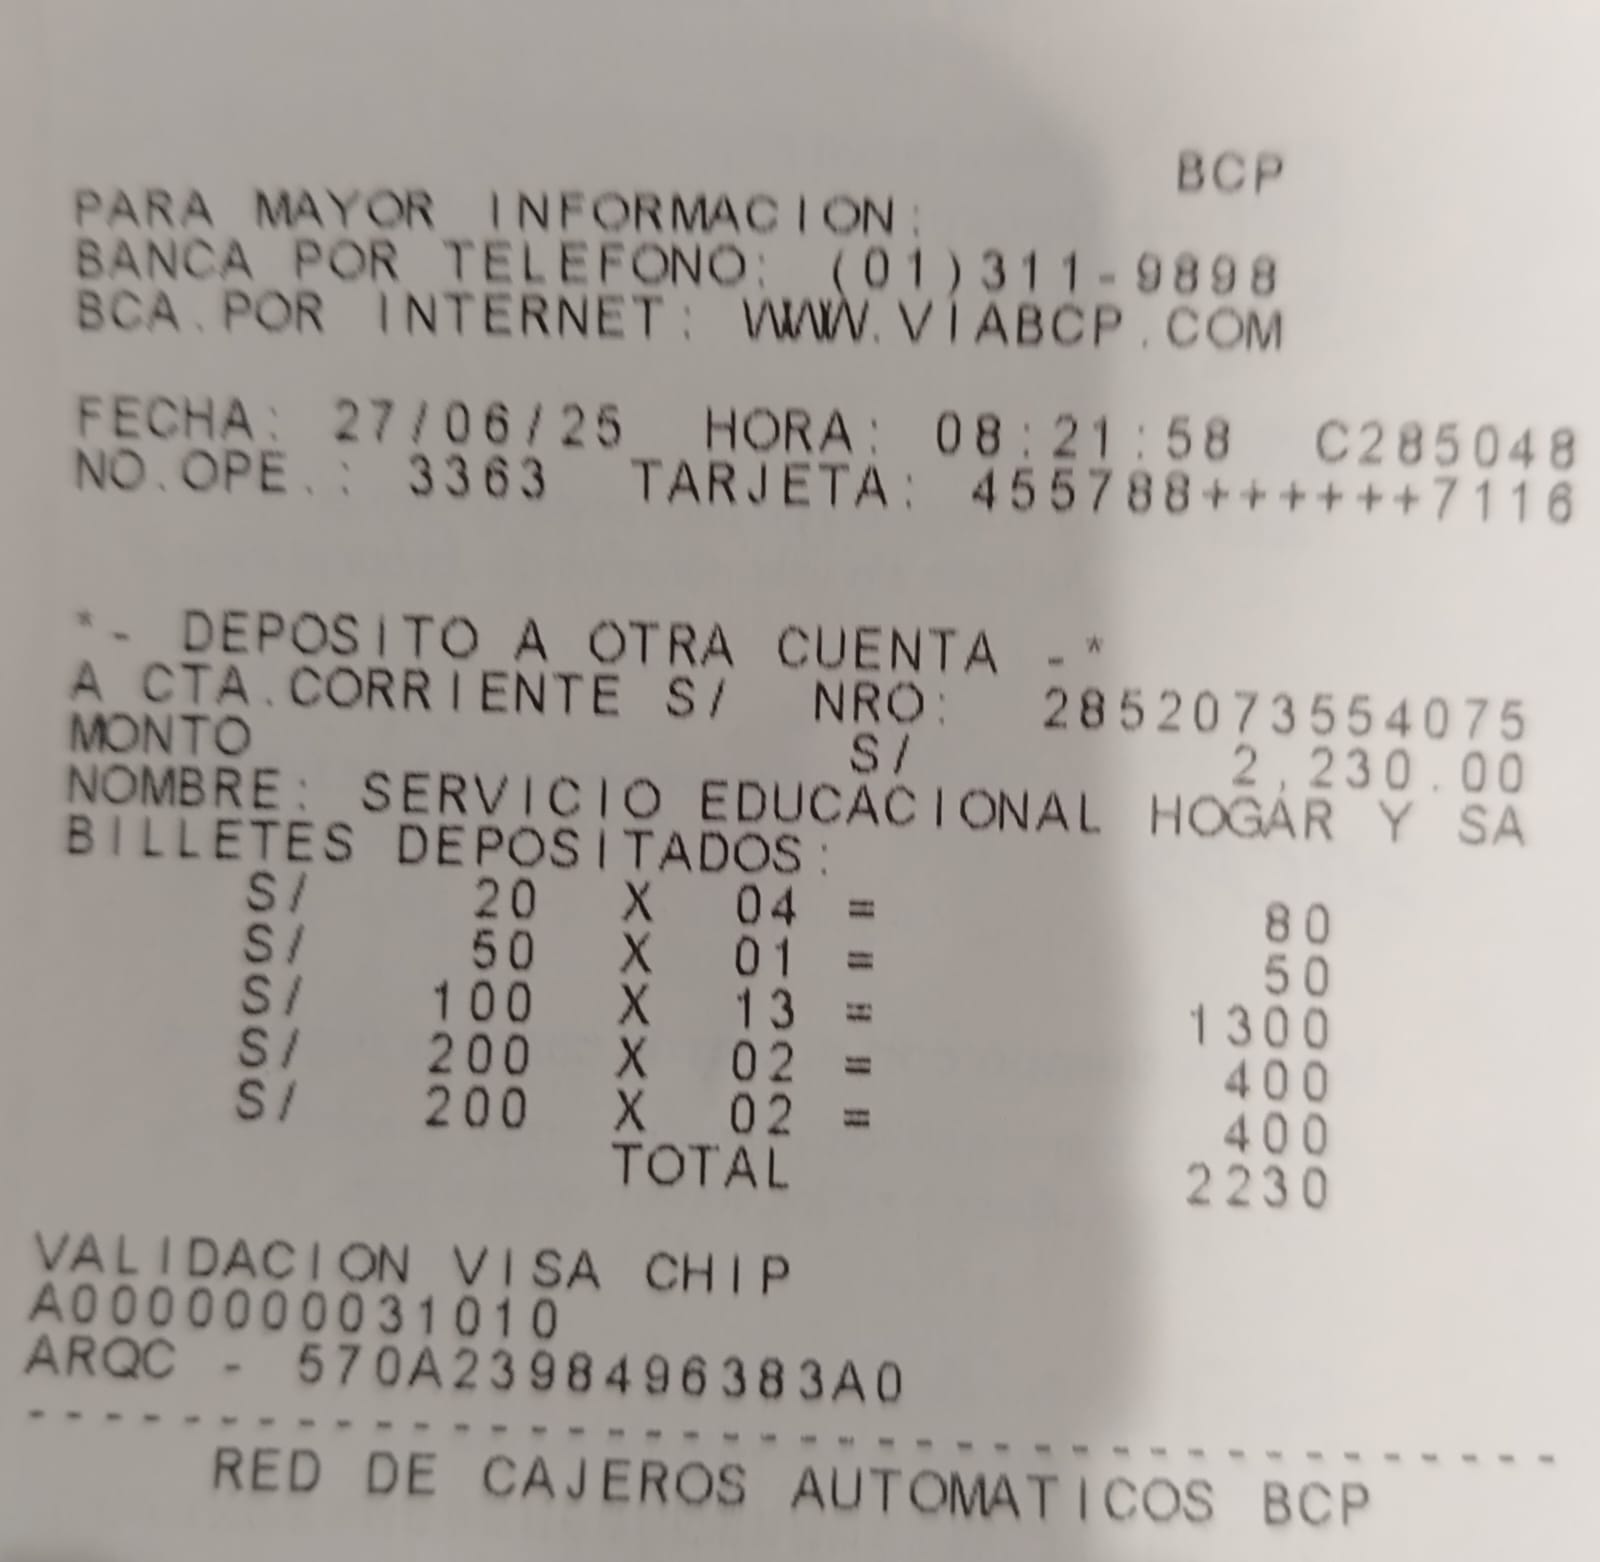 BCP
PARA MAYOR INFORMACION:
BANCA POR TELEFONO: (01)311-9898
BCA.POR INTERNET: WWW.VIABCP.COM
FECHA: 27/06/25 HORA: 08:21:58 C285048
NO.OPE.: 3363 TARJETA: 455788++++++7116
*- DEPOSITO A OTRA CUENTA -*
A CTA.CORRIENTE S/ NRO: 2852073554075
MONTO S/ 2,230.00
NOMBRE: SERVICIO EDUCACIONAL HOGAR Y SA
BILLETES DEPOSITADOS:
S/ 20 X 04 = 80
S/ 50 X 01 = 50
S/ 100 X 13 = 1300
S/ 200 X 02 = 400
S/ 200 X 02 = 400
TOTAL 2230
VALIDACION VISA CHIP
A0000000031010
ARQC - 570A2398496383A0
----------------------------------------
RED DE CAJEROS AUTOMATICOS BCP